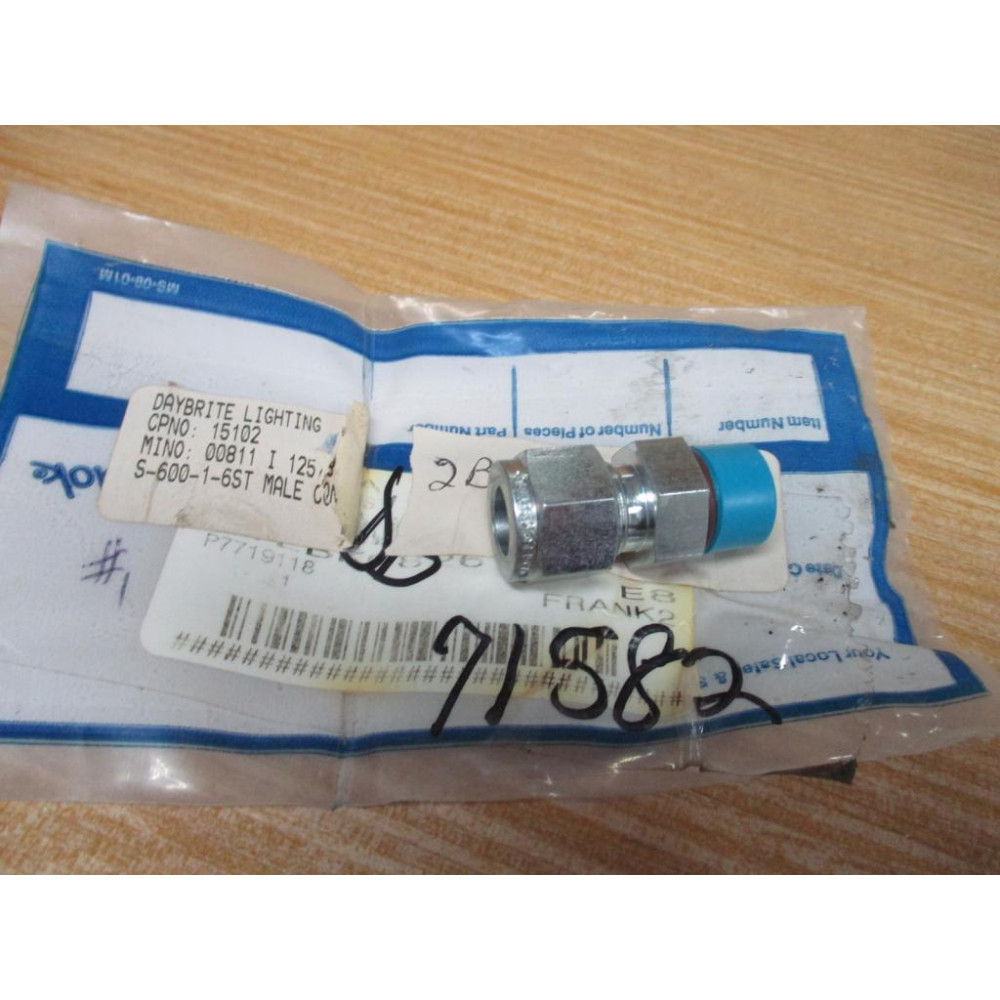 MS-08-01M
DAYBRITE LIGHTING
CPNO: 15102
MINO: 00811 I 125,
S-600-1-6ST MALE CON
2B
Item Number
Number of Pieces
Part Number
#1
P7719118
1
E8
FRANK2
71582
Your Local Sales